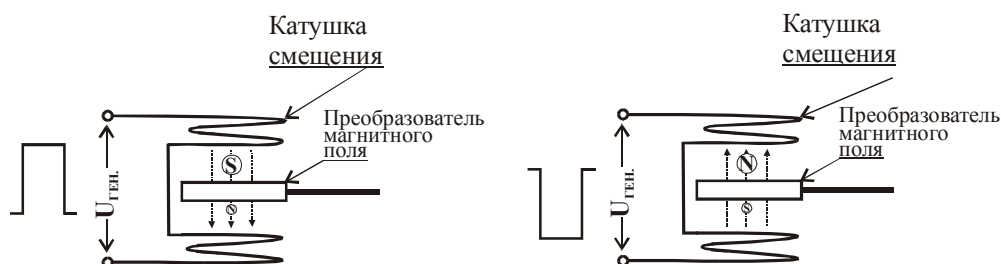 Катушка
смещения
Преобразователь
магнитного
поля
S
N
UГЕН.
Катушка
смещения
Преобразователь
магнитного
поля
N
S
UГЕН.